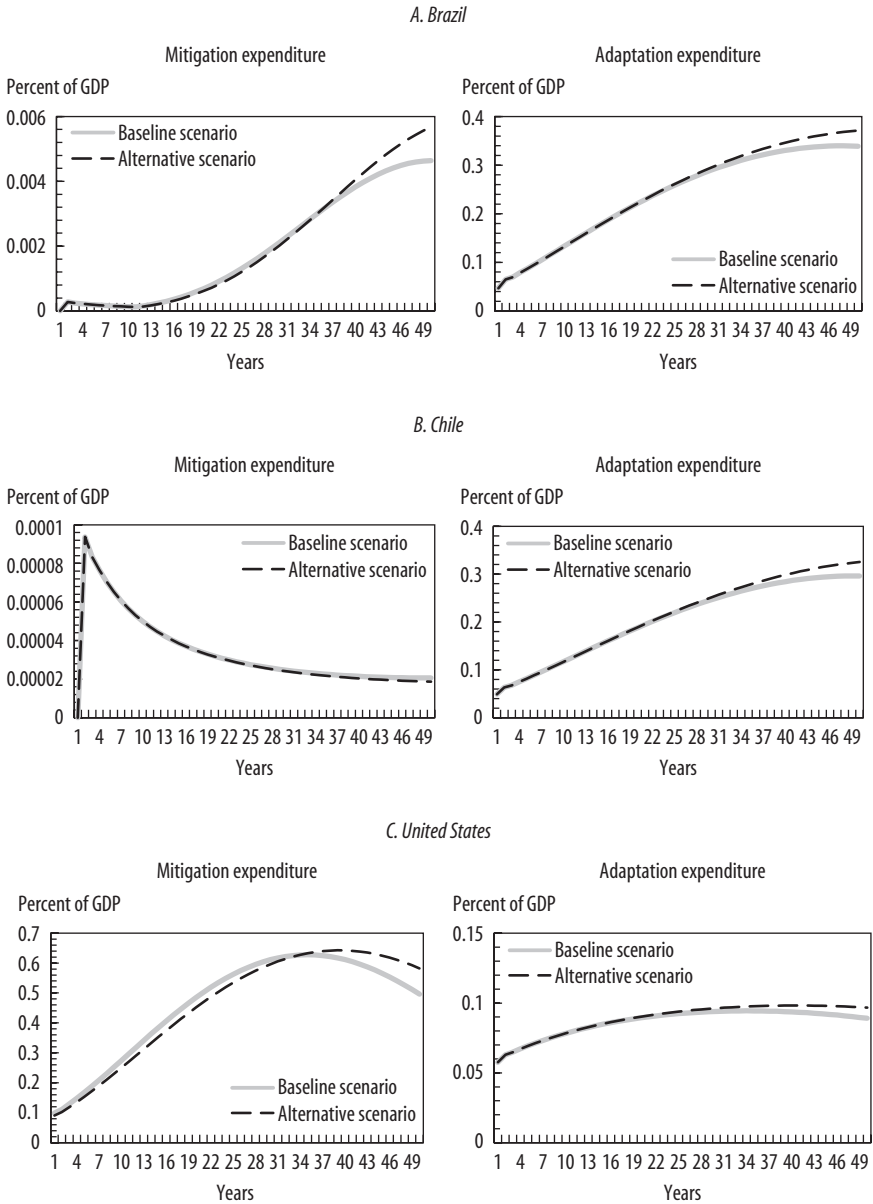 A. Brazil
Mitigation expenditure
Percent of GDP
0.006
0.004
0.002
0
Baseline scenario
Alternative scenario
1 4 7 10 13 16 19 22 25 28 31 34 37 40 43 46 49
Years
Adaptation expenditure
Percent of GDP
0.4
0.3
0.2
0.1
0
Baseline scenario
Alternative scenario
1 4 7 10 13 16 19 22 25 28 31 34 37 40 43 46 49
Years
B. Chile
Mitigation expenditure
Percent of GDP
0.0001
0.00008
0.00006
0.00004
0.00002
0
Baseline scenario
Alternative scenario
1 4 7 10 13 16 19 22 25 28 31 34 37 40 43 46 49
Years
Adaptation expenditure
Percent of GDP
0.4
0.3
0.2
0.1
0
Baseline scenario
Alternative scenario
1 4 7 10 13 16 19 22 25 28 31 34 37 40 43 46 49
Years
C. United States
Mitigation expenditure
Percent of GDP
0.7
0.6
0.5
0.4
0.3
0.2
0.1
0
Baseline scenario
Alternative scenario
1 4 7 10 13 16 19 22 25 28 31 34 37 40 43 46 49
Years
Adaptation expenditure
Percent of GDP
0.15
0.1
0.05
0
Baseline scenario
Alternative scenario
1 4 7 10 13 16 19 22 25 28 31 34 37 40 43 46 49
Years